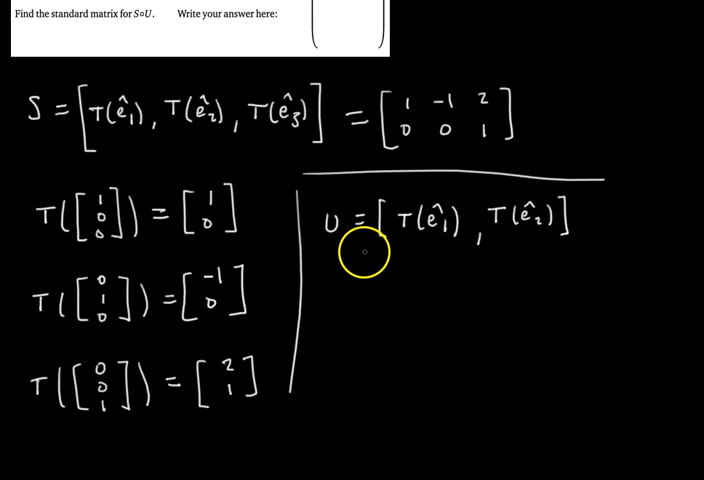 Find the standard matrix for S∘U. Write your answer here: ( )
S = [T(ê₁), T(ê₂), T(ê₃)] = [1 -1 2; 0 0 1]
T([1 0 0]) = [1 0]
U = [T(ê₁), T(ê₂)]
T([0 1 0]) = [-1 0]
T([0 0 1]) = [2 1]